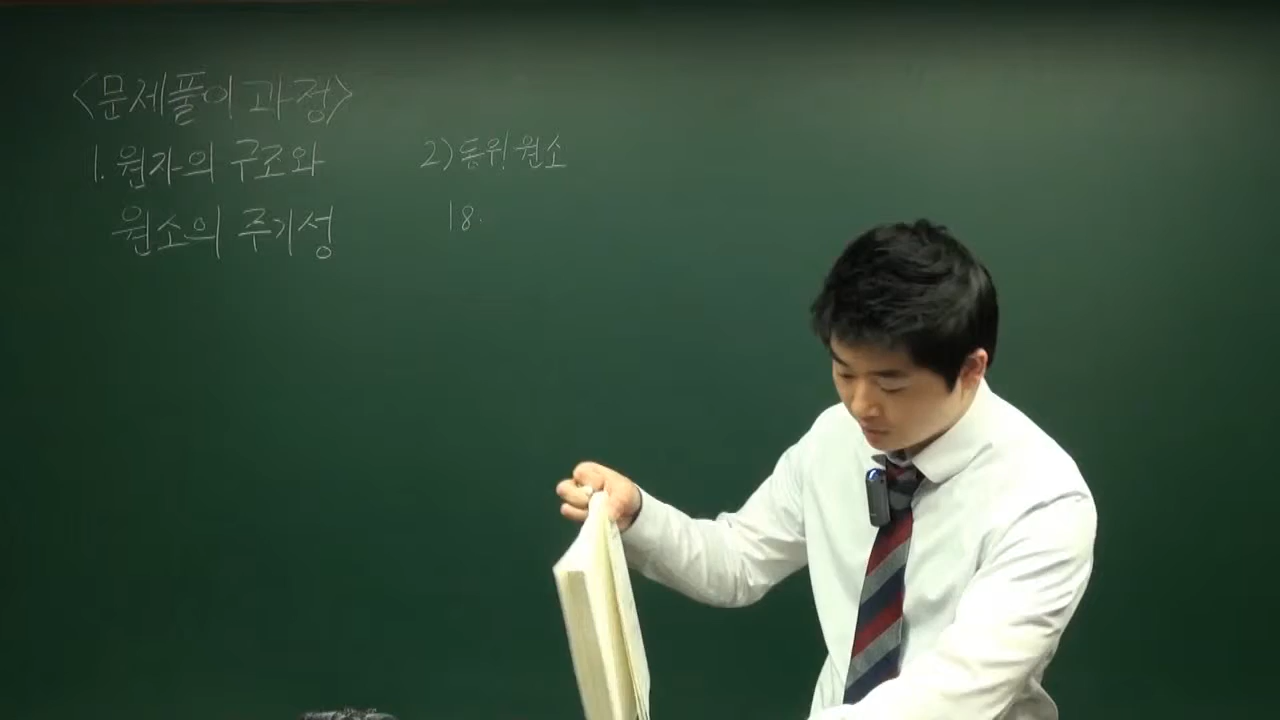 <문제풀이 과정>
1. 원자의 구조와
원소의 주기성
2) 동위원소
18.